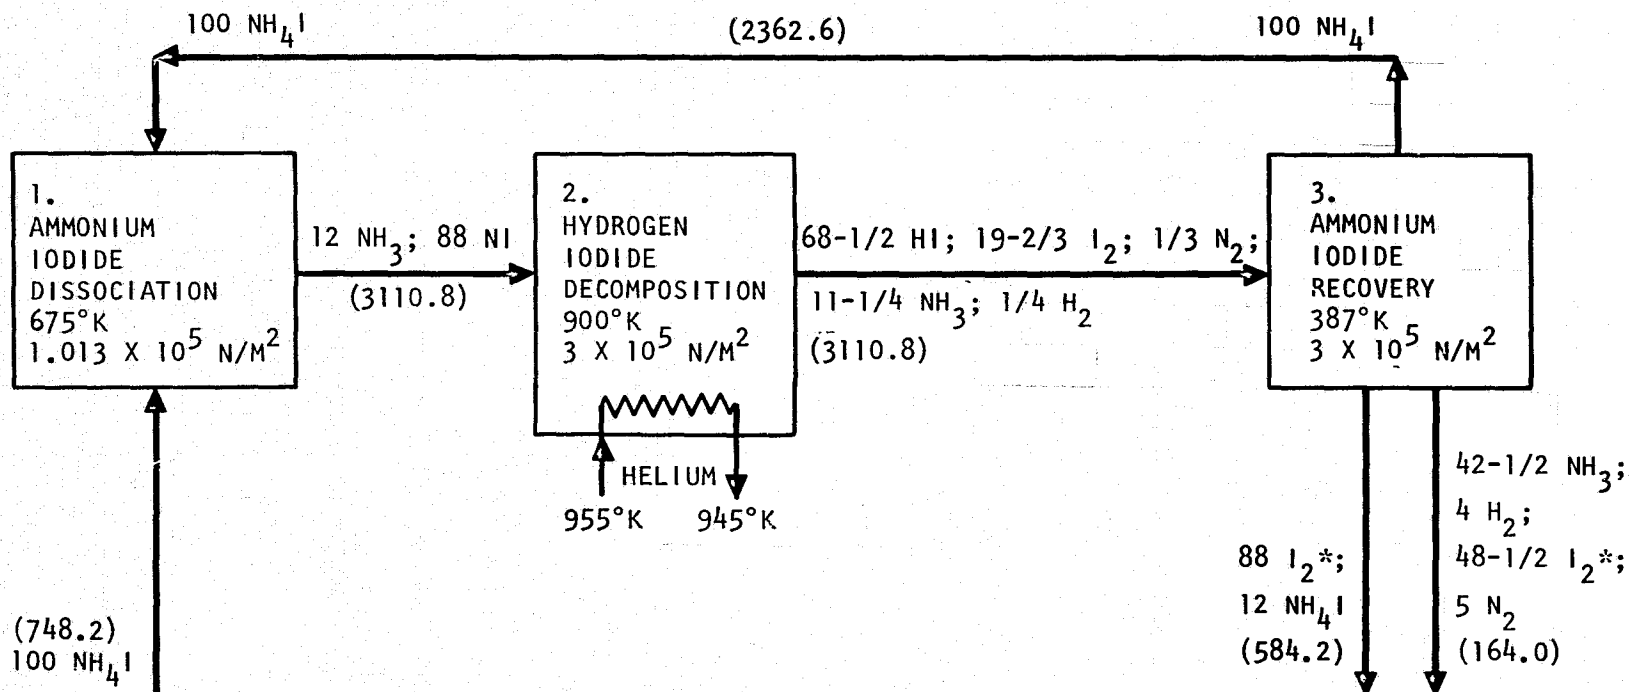 100 NH4I
(2362.6)
100 NH4I
1.
AMMONIUM
IODIDE
DISSOCIATION
675°K
1.013 X 10^5 N/M^2
12 NH3; 88 NI
(3110.8)
2.
HYDROGEN
IODIDE
DECOMPOSITION
900°K
3 X 10^5 N/M^2
HELIUM
955°K
945°K
68-1/2 HI; 19-2/3 I2; 1/3 N2;
11-1/4 NH3; 1/4 H2
(3110.8)
3.
AMMONIUM
IODIDE
RECOVERY
387°K
3 X 10^5 N/M^2
88 I2*;
12 NH4I
(584.2)
42-1/2 NH3;
4 H2;
48-1/2 I2*;
5 N2
(164.0)
(748.2)
100 NH4I